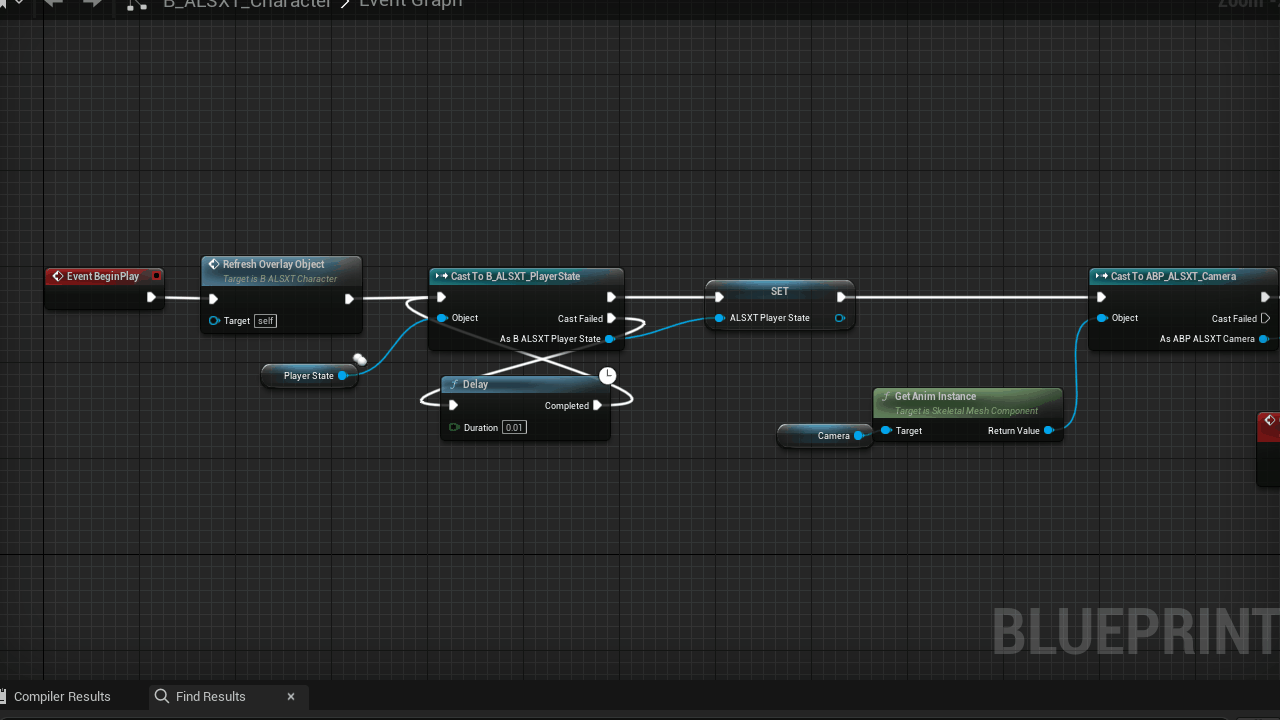 B_ALSXT_Character > Event Graph
Zoom -
Event BeginPlay
Refresh Overlay Object
Target is B ALSXT Character
Target self
Player State
Cast To B_ALSXT_PlayerState
Object
Cast Failed
As B ALSXT Player State
Delay
Completed
Duration 0.01
SET
ALSXT Player State
Camera
f Get Anim Instance
Target is Skeletal Mesh Component
Target Return Value
Cast To ABP_ALSXT_Camera
Object Cast Failed
As ABP ALSXT Camera
BLUEPRINT
Compiler Results
Find Results